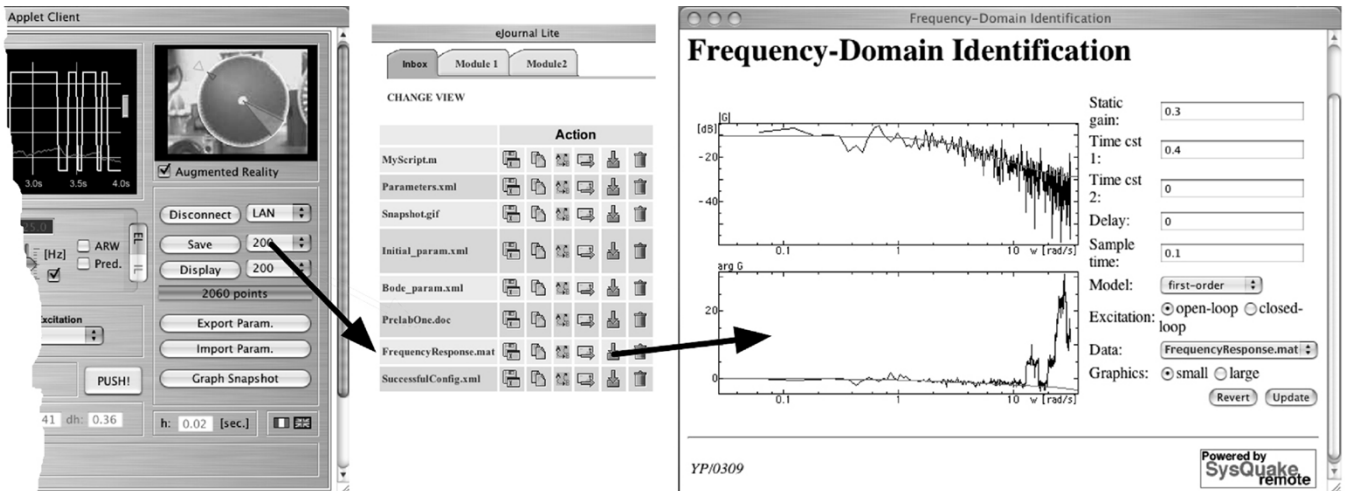 Applet Client
3.0s 3.5s 4.0s
Augmented Reality
Disconnect LAN
Save 200
Display 200
2060 points
15.0
[Hz]
ARW
Pred.
EL
IL
Excitation
Export Param.
Import Param.
Graph Snapshot
PUSH!
41 dh: 0.36
h: 0.02 [sec.]
eJournal Lite
Inbox Module 1 Module2
CHANGE VIEW
Action
MyScript.m
Parameters.xml
Snapshot.gif
Initial_param.xml
Bode_param.xml
PrelabOne.doc
FrequencyResponse.mat
SuccessfulConfig.xml
Frequency-Domain Identification
Frequency-Domain Identification
|G|
[dB]
-20
-40
0.1 1 10 w [rad/s]
arg G
20
0
0.1 1 10 w [rad/s]
Static
gain: 0.3
Time cst
1: 0.4
Time cst
2: 0
Delay: 0
Sample
time: 0.1
Model: first-order
Excitation: open-loop closed-
loop
Data: FrequencyResponse.mat
Graphics: small large
Revert Update
YP/0309
Powered by
SysQuake
remote